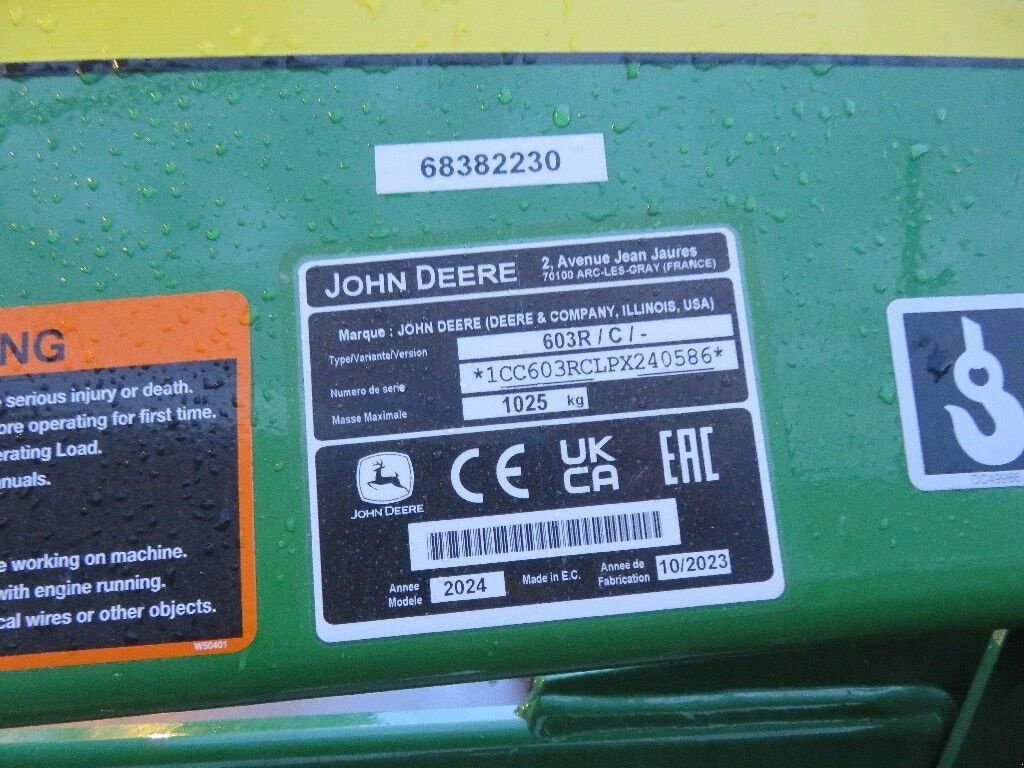 68382230
JOHN DEERE
2, Avenue Jean Jaures
70100 ARC-LES-GRAY (FRANCE)
Marque : JOHN DEERE (DEERE & COMPANY, ILLINOIS, USA)
Type/Variante/Version 603R / C / -
Numero de serie *1CC603RCLPX240586*
Masse Maximale 1025 kg
JOHN DEERE
CE
UK
CA
EAC
Annee
Modele 2024
Made in E.C.
Annee de
Fabrication 10/2023
NG
serious injury or death.
ore operating for first time.
erating Load.
nuals.
e working on machine.
with engine running.
cal wires or other objects.
W50401